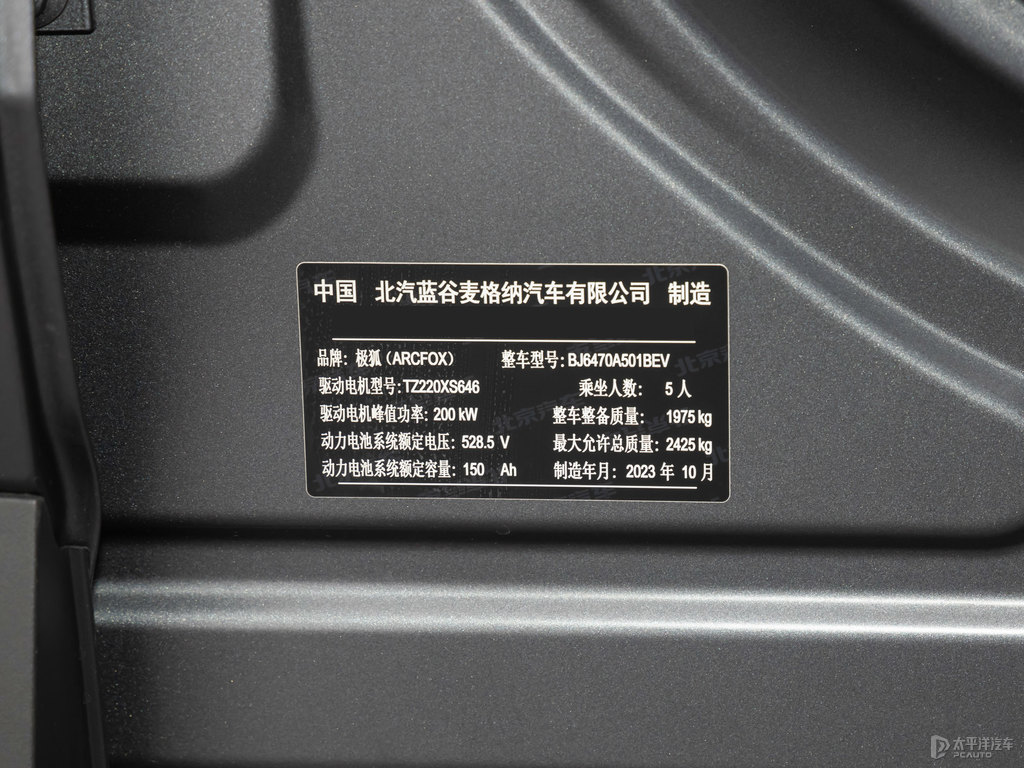 中国 北汽蓝谷麦格纳汽车有限公司 制造
品牌：极狐（ARCFOX） 整车型号：BJ6470A501BEV
驱动电机型号：TZ220XS646 乘坐人数： 5 人
驱动电机峰值功率：200 kW 整车整备质量： 1975 kg
动力电池系统额定电压：528.5 V 最大允许总质量：2425 kg
动力电池系统额定容量：150 Ah 制造年月：2023 年 10 月
太平洋汽车
PCAUTO